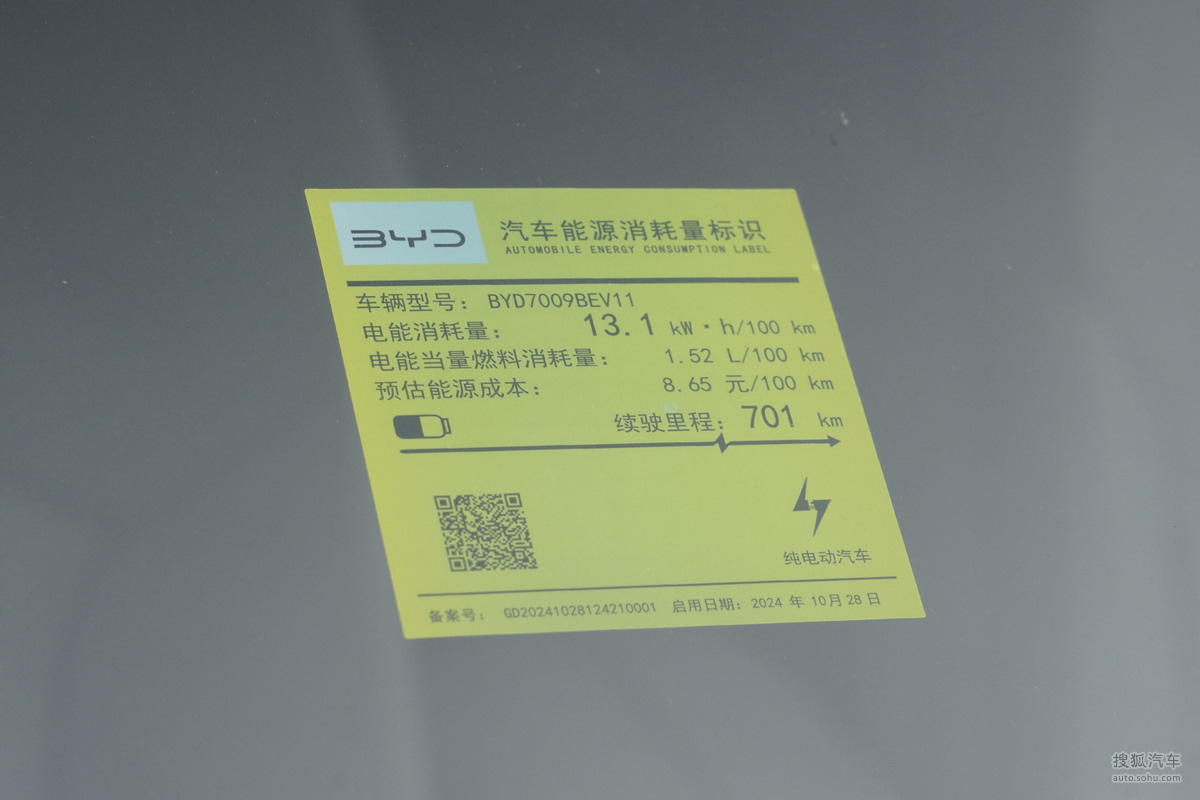 BYD
汽车能源消耗量标识
AUTOMOBILE ENERGY CONSUMPTION LABEL
车辆型号: BYD7009BEV11
电能消耗量: 13.1 kW·h/100 km
电能当量燃料消耗量: 1.52 L/100 km
预估能源成本: 8.65 元/100 km
续驶里程: 701 km
纯电动汽车
备案号: GD20241028124210001 启用日期: 2024 年 10月 28 日
搜狐汽车
auto.sohu.com